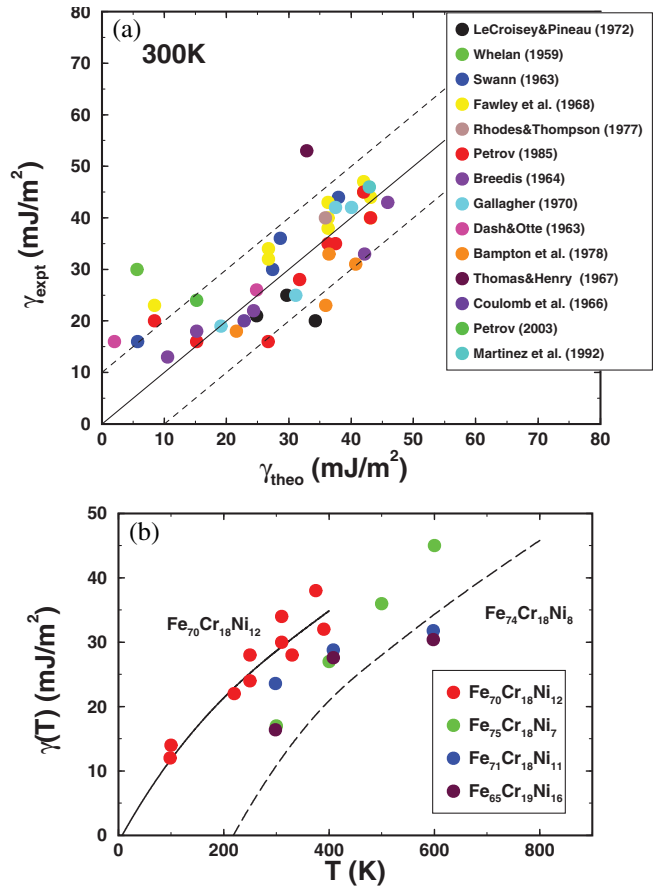 (a)
300K
80
70
60
50
40
30
20
10
0
γexpt (mJ/m²)
0 10 20 30 40 50 60 70 80
γtheo (mJ/m²)
LeCroisey&Pineau (1972)
Whelan (1959)
Swann (1963)
Fawley et al. (1968)
Rhodes&Thompson (1977)
Petrov (1985)
Breedis (1964)
Gallagher (1970)
Dash&Otte (1963)
Bampton et al. (1978)
Thomas&Henry (1967)
Coulomb et al. (1966)
Petrov (2003)
Martinez et al. (1992)
(b)
50
40
30
20
10
0
γ(T) (mJ/m²)
Fe₇₀Cr₁₈Ni₁₂
Fe₇₄Cr₁₈Ni₈
Fe₇₀Cr₁₈Ni₁₂
Fe₇₅Cr₁₈Ni₇
Fe₇₁Cr₁₈Ni₁₁
Fe₆₅Cr₁₉Ni₁₆
0 200 400 600 800
T (K)